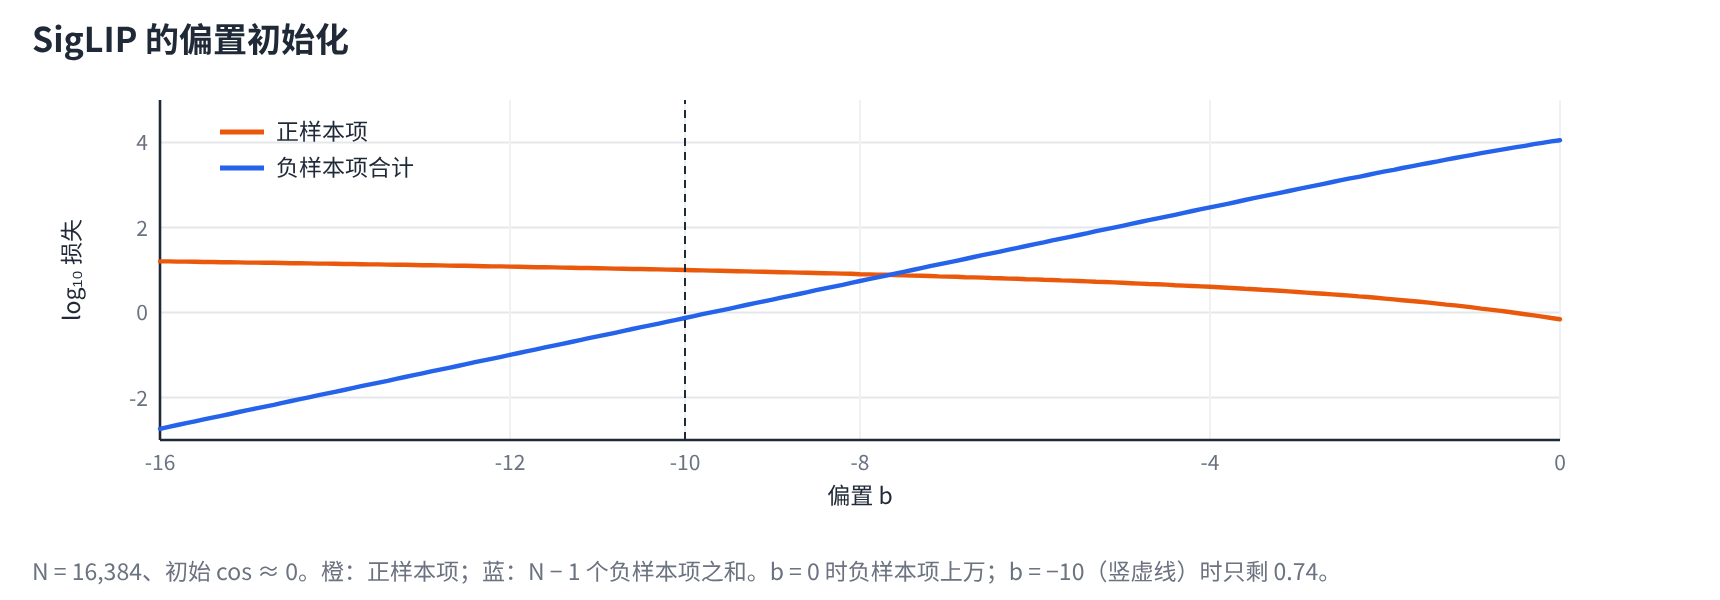 SigLIP 的偏置初始化
正样本项
负样本项合计
log₁₀ 损失
4
2
0
-2
-16
-12
-10
-8
-4
0
偏置 b
N = 16,384、初始 cos ≈ 0。橙：正样本项；蓝：N − 1 个负样本项之和。b = 0 时负样本项上万；b = −10（竖虚线）时只剩 0.74。